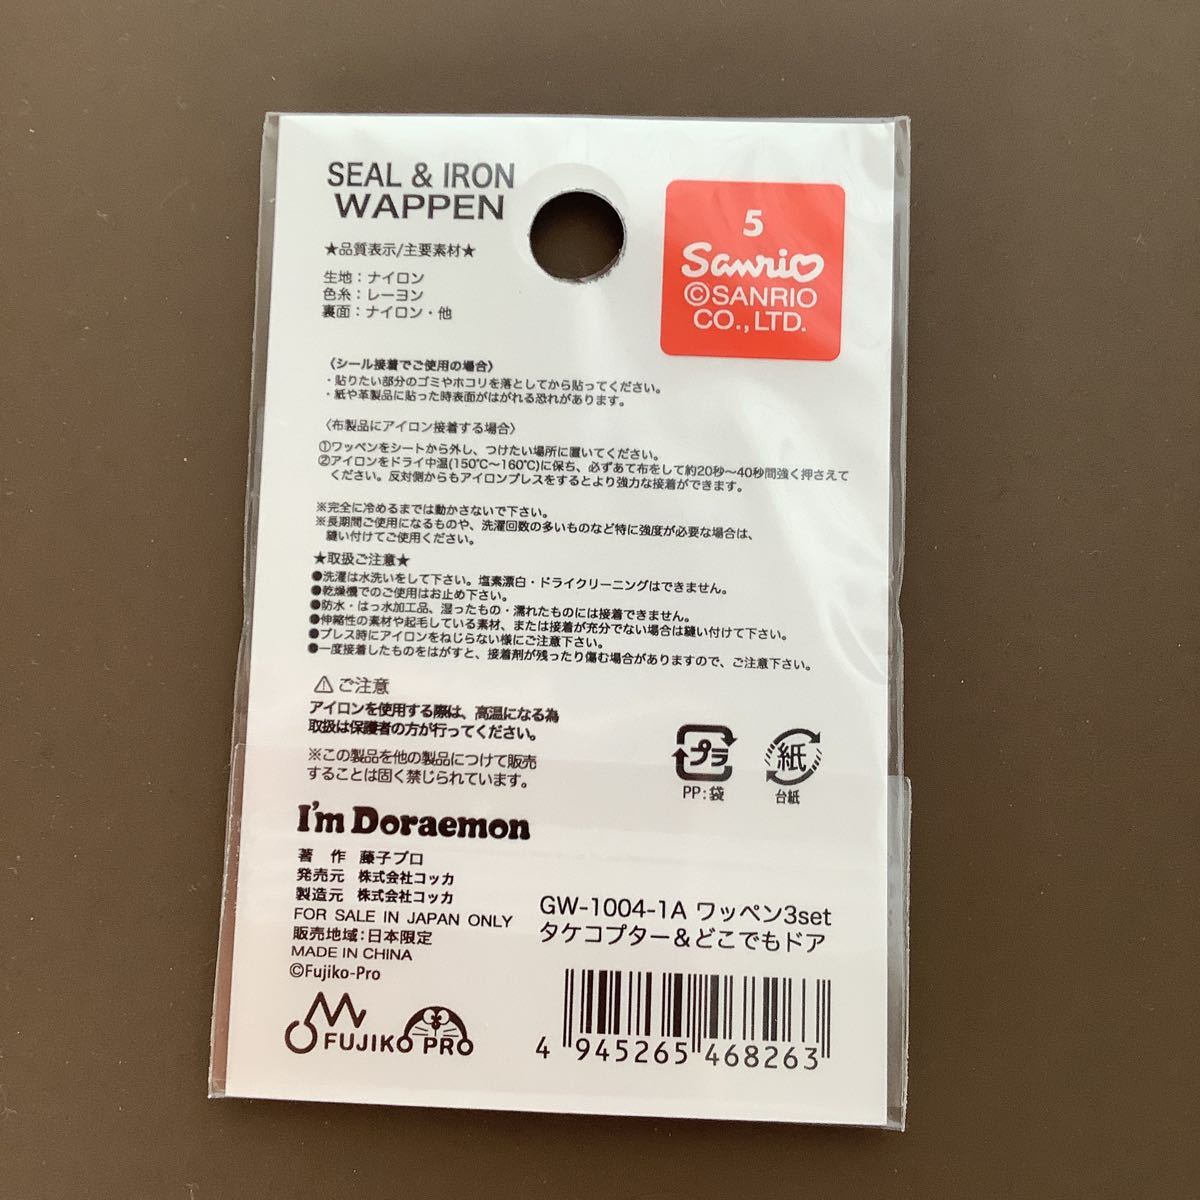 SEAL & IRON
WAPPEN
★品質表示/主要素材★
生地：ナイロン
色糸：レーヨン
裏面：ナイロン・他
5
Sanrio
©SANRIO
CO., LTD.
〈シール接着でご使用の場合〉
・貼りたい部分のゴミやホコリを落としてから貼ってください。
・紙や革製品に貼った時表面がはがれる恐れがあります。
〈布製品にアイロン接着する場合〉
①ワッペンをシートから外し、つけたい場所に置いてください。
②アイロンをドライ中温(150℃～160℃)に保ち、必ずあて布をして約20秒～40秒間強く押さえて
ください。反対側からもアイロンプレスをするとより強力な接着ができます。
※完全に冷めるまでは動かさないで下さい。
※長期間ご使用になるものや、洗濯回数の多いものなど特に強度が必要な場合は、
縫い付けてご使用ください。
★取扱ご注意★
●洗濯は水洗いをして下さい。塩素漂白・ドライクリーニングはできません。
●乾燥機でのご使用はお止め下さい。
●防水・はっ水加工品、湿ったもの・濡れたものには接着できません。
●伸縮性の素材や起毛している素材、または接着が充分でない場合は縫い付けて下さい。
●プレス時にアイロンをねじらない様にご注意下さい。
●一度接着したものをはがすと、接着剤が残ったり傷む場合がありますので、ご注意下さい。
⚠ご注意
アイロンを使用する際は、高温になる為
取扱は保護者の方が行ってください。
※この製品を他の製品につけて販売
することは固く禁じられています。
プラ
PP：袋
紙
台紙
I'm Doraemon
著 作 藤子プロ
発売元 株式会社コッカ
製造元 株式会社コッカ
FOR SALE IN JAPAN ONLY
販売地域：日本限定
MADE IN CHINA
©Fujiko-Pro
FUJIKO PRO
GW-1004-1A ワッペン3set
タケコプター＆どこでもドア
4 945265 468263